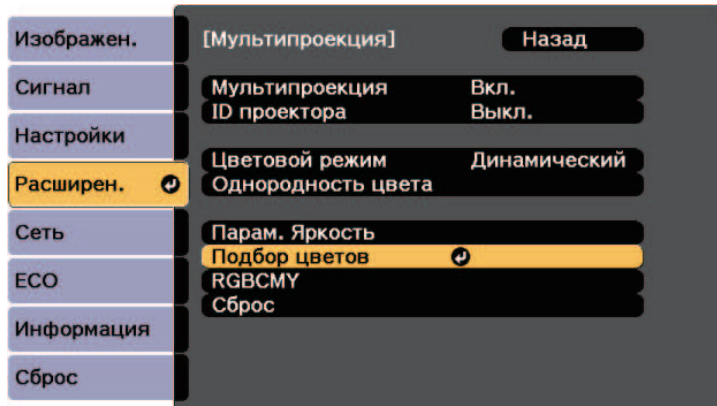 Изображен.
Сигнал
Настройки
Расширен.
Сеть
ECO
Информация
Сброс
[Мультипроекция] Назад
Мультипроекция Вкл.
ID проектора Выкл.
Цветовой режим Динамический
Однородность цвета
Парам. Яркость
Подбор цветов
RGBCMY
Сброс